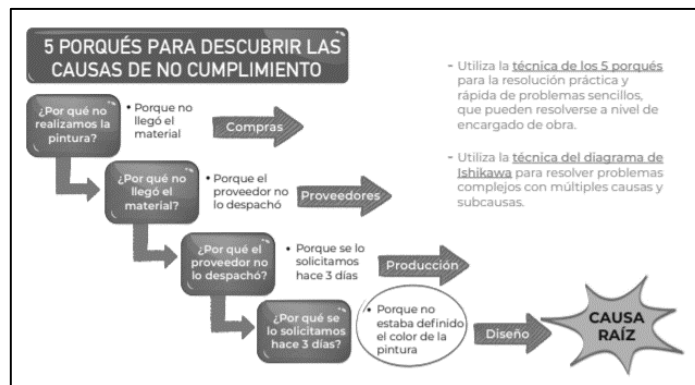 5 PORQUÉS PARA DESCUBRIR LAS
CAUSAS DE NO CUMPLIMIENTO
¿Por qué no
realizamos la
pintura?
• Porque no
llegó el
material
Compras
¿Por qué no
llegó el
material?
• Porque el
proveedor no
lo despachó
Proveedores
¿Por qué el
proveedor no
lo despachó?
• Porque se lo
solicitamos
hace 3 días
Producción
¿Por qué se
lo solicitamos
hace 3 días?
• Porque no
estaba definido
el color de la
pintura
Diseño
CAUSA
RAÍZ
- Utiliza la técnica de los 5 porqués
para la resolución práctica y
rápida de problemas sencillos,
que pueden resolverse a nivel de
encargado de obra.
- Utiliza la técnica del diagrama de
Ishikawa para resolver problemas
complejos con múltiples causas y
subcausas.